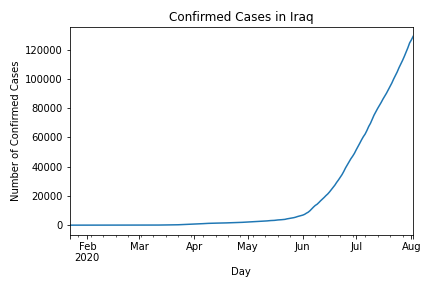 Confirmed Cases in Iraq
Number of Confirmed Cases
120000
100000
80000
60000
40000
20000
0
Feb Mar Apr May Jun Jul Aug
2020
Day